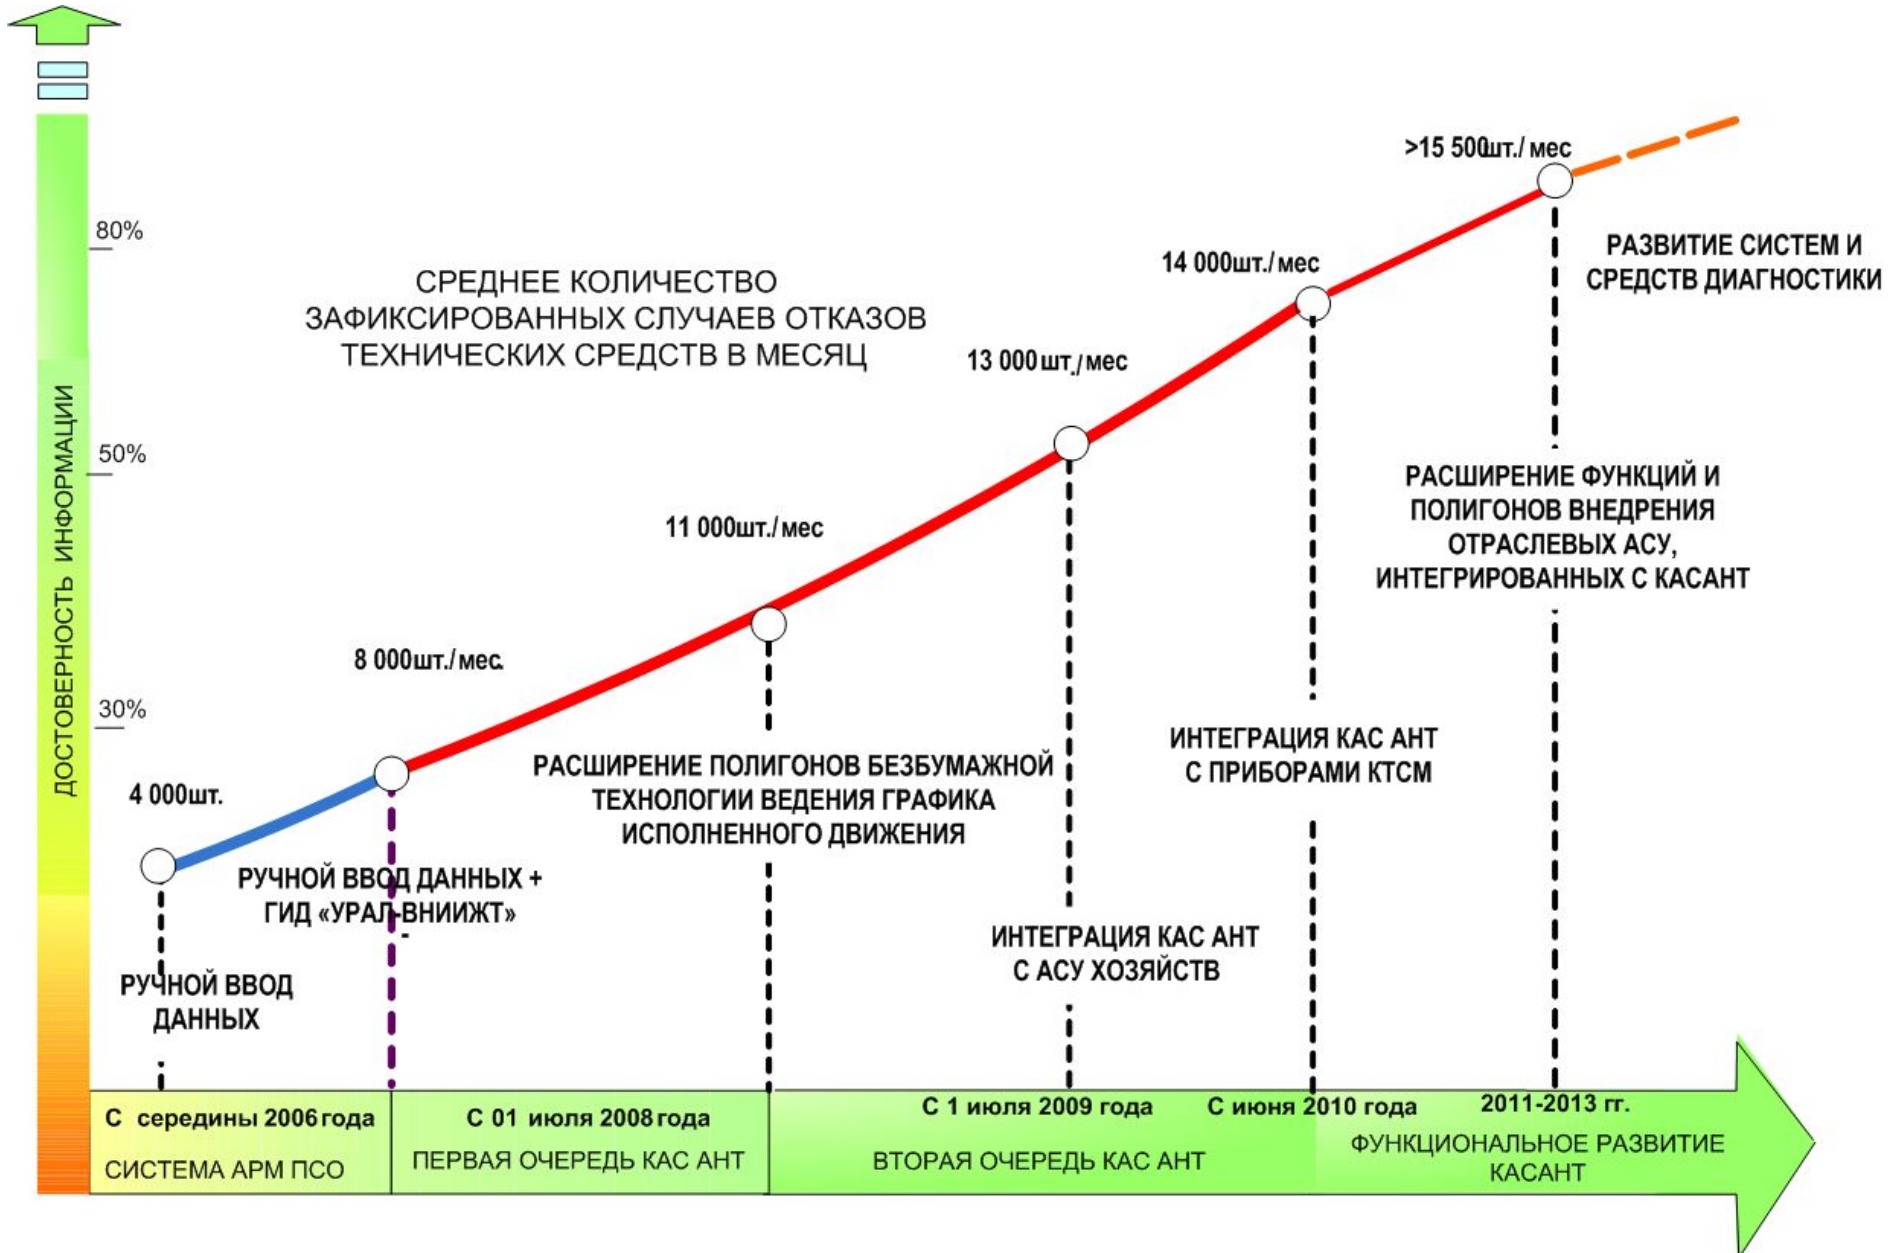 >15 500шт./ мес
80%
РАЗВИТИЕ СИСТЕМ И
СРЕДСТВ ДИАГНОСТИКИ
14 000шт./мес
СРЕДНЕЕ КОЛИЧЕСТВО
ЗАФИКСИРОВАННЫХ СЛУЧАЕВ ОТКАЗОВ
ТЕХНИЧЕСКИХ СРЕДСТВ В МЕСЯЦ
13 000шт./мес
ДОСТОВЕРНОСТЬ ИНФОРМАЦИИ
50%
РАСШИРЕНИЕ ФУНКЦИЙ И
ПОЛИГОНОВ ВНЕДРЕНИЯ
ОТРАСЛЕВЫХ АСУ,
ИНТЕГРИРОВАННЫХ С КАСАНТ
11 000шт./мес
8 000шт./мес.
30%
ИНТЕГРАЦИЯ КАС АНТ
С ПРИБОРАМИ КТСМ
РАСШИРЕНИЕ ПОЛИГОНОВ БЕЗБУМАЖНОЙ
ТЕХНОЛОГИИ ВЕДЕНИЯ ГРАФИКА
ИСПОЛНЕННОГО ДВИЖЕНИЯ
4 000шт.
РУЧНОЙ ВВОД ДАННЫХ +
ГИД «УРАЛ-ВНИИЖТ»
-
ИНТЕГРАЦИЯ КАС АНТ
С АСУ ХОЗЯЙСТВ
РУЧНОЙ ВВОД
ДАННЫХ
С середины 2006 года
СИСТЕМА АРМ ПСО
С 01 июля 2008 года
ПЕРВАЯ ОЧЕРЕДЬ КАС АНТ
С 1 июля 2009 года
ВТОРАЯ ОЧЕРЕДЬ КАС АНТ
С июня 2010 года
2011-2013 гг.
ФУНКЦИОНАЛЬНОЕ РАЗВИТИЕ
КАСАНТ